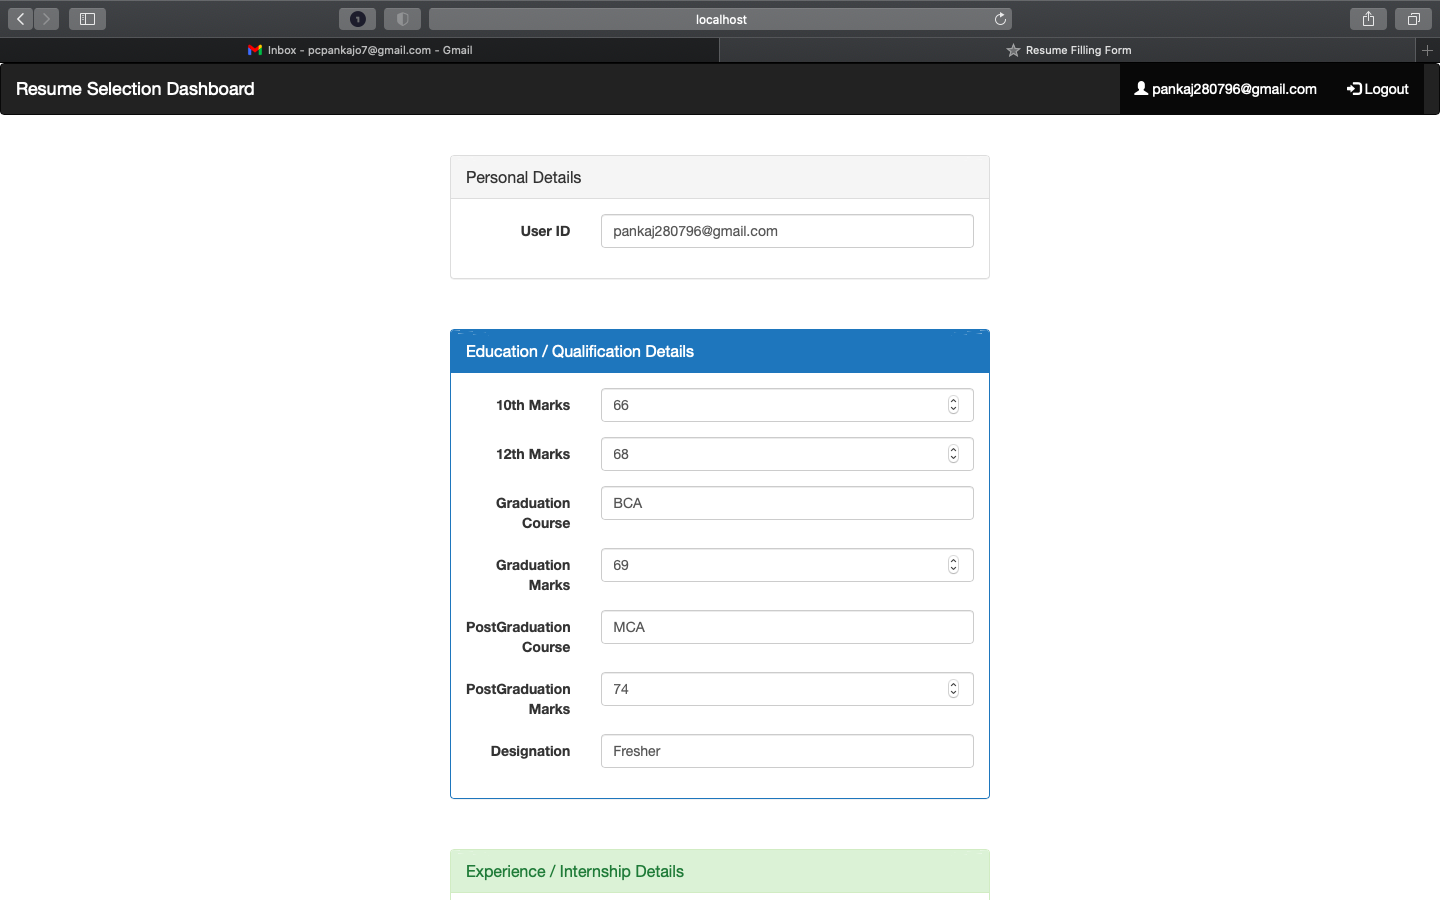 localhost
Inbox - pcpankajo7@gmail.com - Gmail
Resume Filling Form
Resume Selection Dashboard
pankaj280796@gmail.com
Logout
Personal Details
User ID
pankaj280796@gmail.com
Education / Qualification Details
10th Marks
66
12th Marks
68
Graduation
Course
BCA
Graduation
Marks
69
PostGraduation
Course
MCA
PostGraduation
Marks
74
Designation
Fresher
Experience / Internship Details